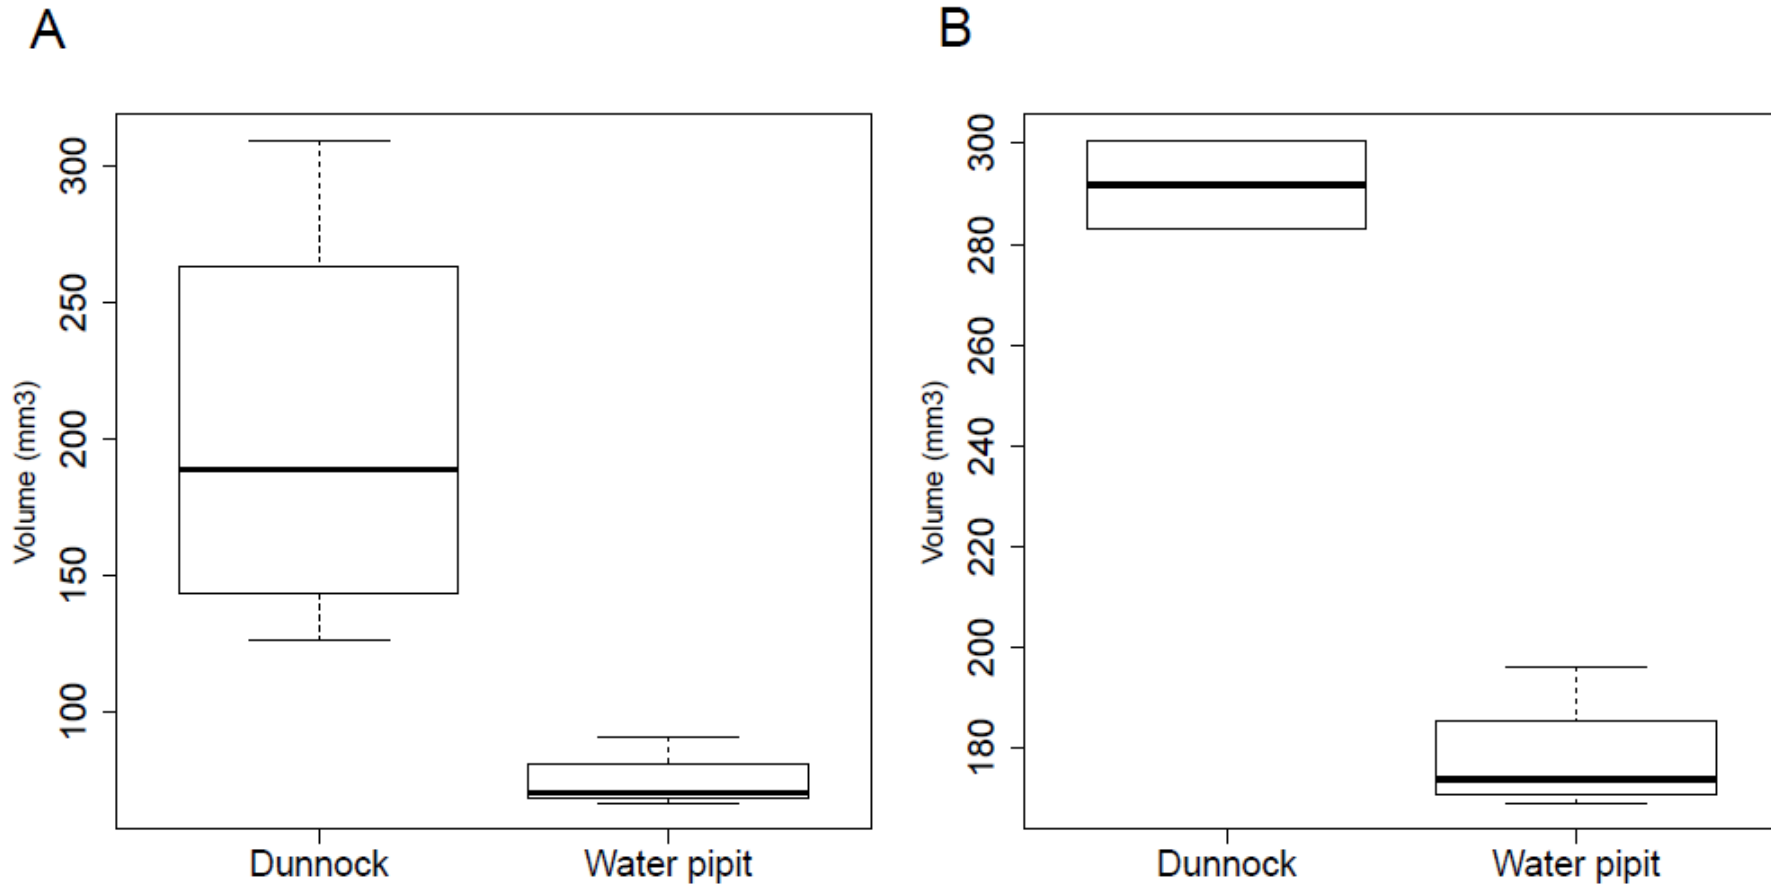 A
B
Volume (mm3)
300
250
200
150
100
Dunnock
Water pipit
Volume (mm3)
300
280
260
240
220
200
180
Dunnock
Water pipit